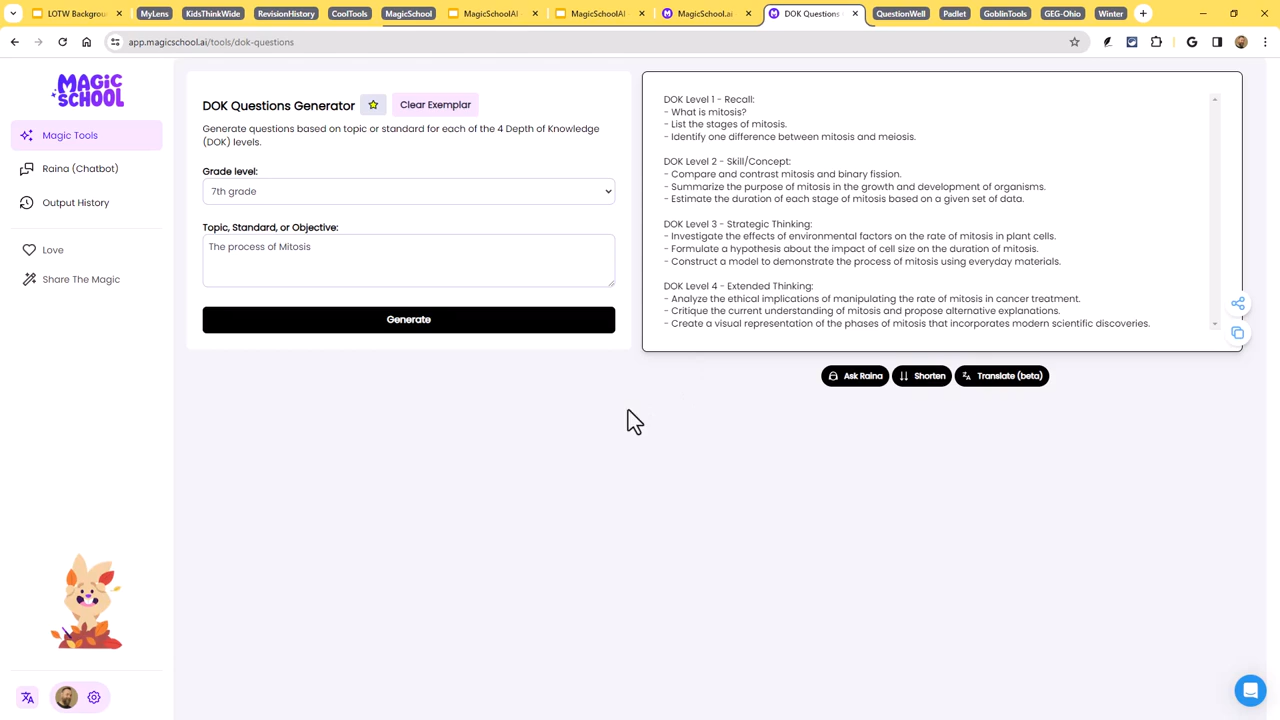 LOTW Backgrou
MyLens
KidsThinkWide
RevisionHistory
CoolTools
MagicSchool
MagicSchoolAI
MagicSchoolAI
MagicSchool.ai
DOK Questions
QuestionWell
Padlet
GoblinTools
GEG-Ohio
Winter
app.magicschool.ai/tools/dok-questions
MAGIC
SCHOOL
Magic Tools
Raina (Chatbot)
Output History
Love
Share The Magic
DOK Questions Generator
Clear Exemplar
Generate questions based on topic or standard for each of the 4 Depth of Knowledge
(DOK) levels.
Grade level:
7th grade
Topic, Standard, or Objective:
The process of Mitosis
Generate
DOK Level 1 - Recall:
- What is mitosis?
- List the stages of mitosis.
- Identify one difference between mitosis and meiosis.
DOK Level 2 - Skill/Concept:
- Compare and contrast mitosis and binary fission.
- Summarize the purpose of mitosis in the growth and development of organisms.
- Estimate the duration of each stage of mitosis based on a given set of data.
DOK Level 3 - Strategic Thinking:
- Investigate the effects of environmental factors on the rate of mitosis in plant cells.
- Formulate a hypothesis about the impact of cell size on the duration of mitosis.
- Construct a model to demonstrate the process of mitosis using everyday materials.
DOK Level 4 - Extended Thinking:
- Analyze the ethical implications of manipulating the rate of mitosis in cancer treatment.
- Critique the current understanding of mitosis and propose alternative explanations.
- Create a visual representation of the phases of mitosis that incorporates modern scientific discoveries.
Ask Raina
Shorten
Translate (beta)